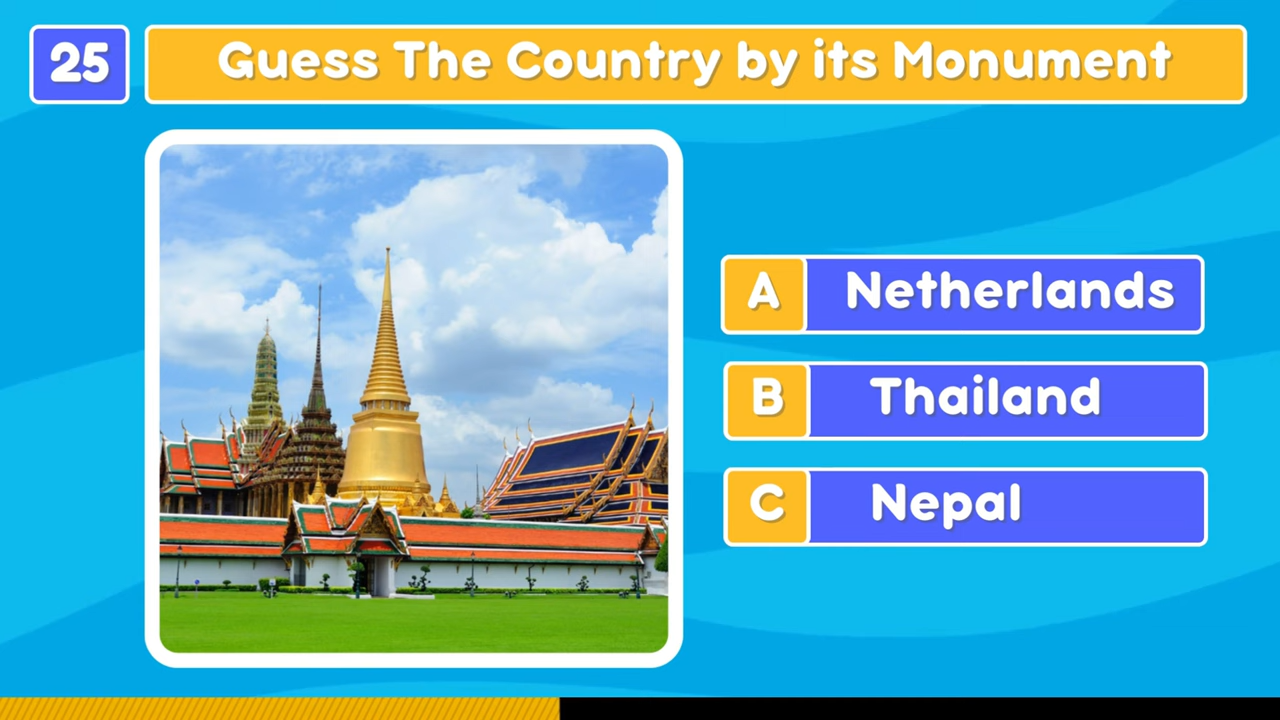 25
Guess The Country by its Monument
A Netherlands
B Thailand
C Nepal